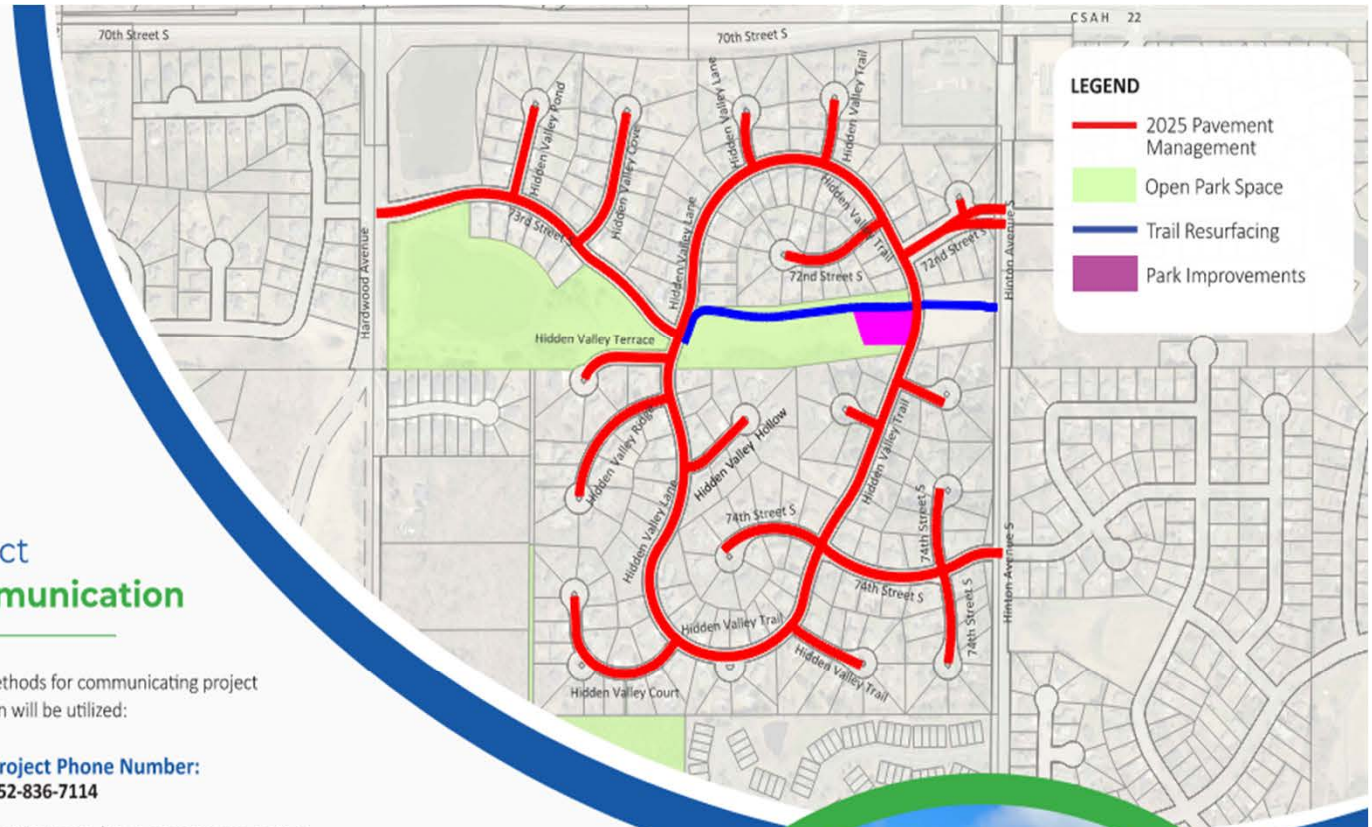 CSAH 22
70th Street S
70th Street S
LEGEND
2025 Pavement
Management
Open Park Space
Trail Resurfacing
Park Improvements
Hidden Valley Pond
Hidden Valley Cove
Hidden Valley Lane
Hidden Valley Trail
73rd Street S
Hidden Valley Lane
Hidden Valley Trail
72nd Street S
72nd Street S
Hardwood Avenue
Hinton Avenue S
Hidden Valley Terrace
Hidden Valley Ridge
Hidden Valley Hollow
Hidden Valley Trail
Hidden Valley Lane
74th Street S
74th Street S
74th Street S
74th Street S
Hinton Avenue S
Hidden Valley Trail
Hidden Valley Trail
Hidden Valley Court
ct
munication
ethods for communicating project
n will be utilized:
roject Phone Number:
52-836-7114